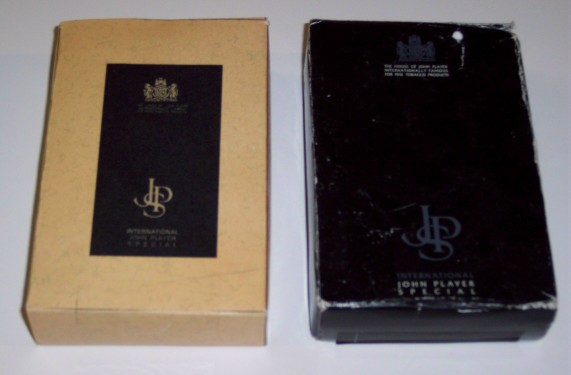 JPS
INTERNATIONAL
JOHN PLAYER
SPECIAL
THE HOUSE OF JOHN PLAYER
INTERNATIONALLY FAMOUS
FOR FINE TOBACCO PRODUCTS
JPS
INTERNATIONAL
JOHN PLAYER
SPECIAL